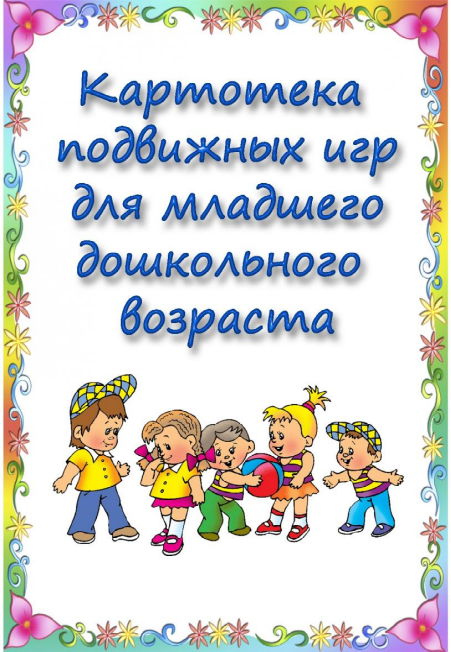 Картотека
подвижных игр
для младшего
дошкольного
возраста